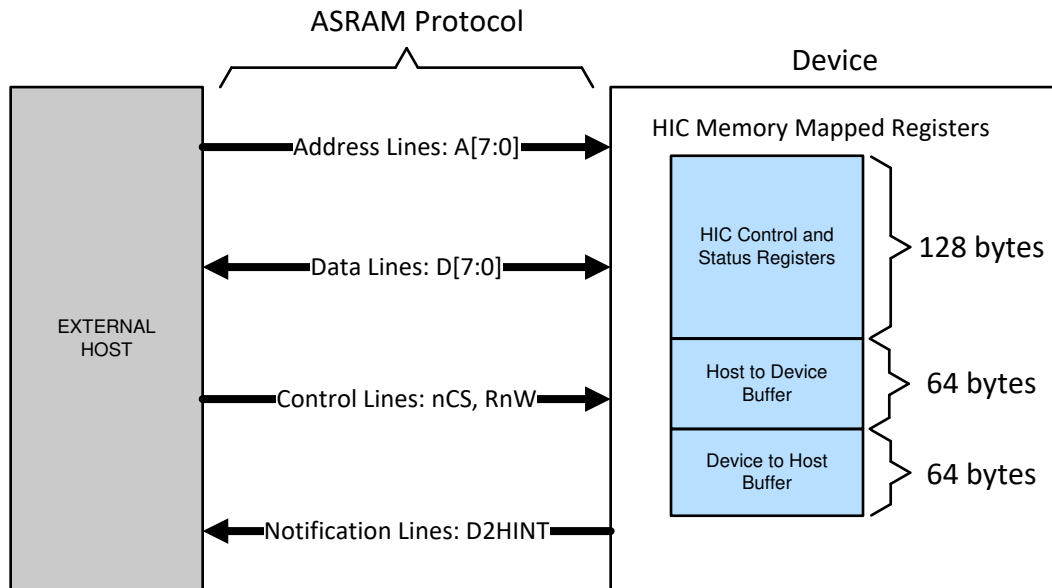 ASRAM Protocol
Device
HIC Memory Mapped Registers
Address Lines: A[7:0]
HIC Control and
Status Registers
128 bytes
Data Lines: D[7:0]
EXTERNAL
HOST
Host to Device
Buffer
64 bytes
Control Lines: nCS, RnW
Device to Host
Buffer
64 bytes
Notification Lines: D2HINT